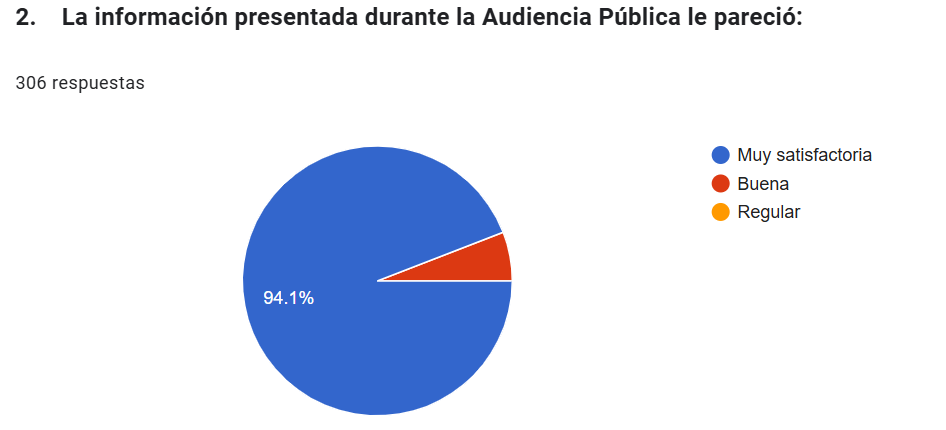 2. La información presentada durante la Audiencia Pública le pareció:
306 respuestas
Muy satisfactoria
Buena
Regular
94.1%